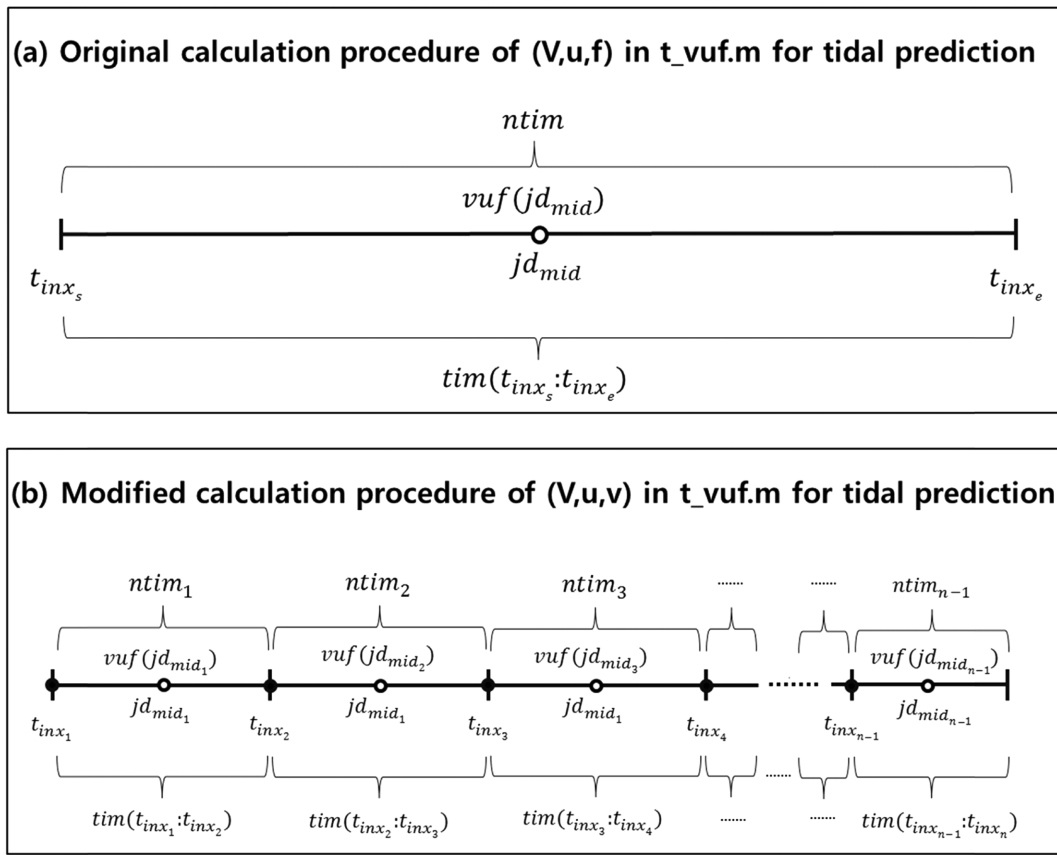 (a) Original calculation procedure of (V,u,f) in t_vuf.m for tidal prediction
ntim
vuf(jd_mid)
jd_mid
t_inx_s t_inx_e
tim(t_inx_s:t_inx_e)
(b) Modified calculation procedure of (V,u,v) in t_vuf.m for tidal prediction
ntim_1 ntim_2 ntim_3 ....... ....... ntim_n-1
vuf(jd_mid_1) vuf(jd_mid_2) vuf(jd_mid_3) vuf(jd_mid_n-1)
.......
jd_mid_1 jd_mid_1 jd_mid_1 jd_mid_n-1
t_inx_1 t_inx_2 t_inx_3 t_inx_4 t_inx_n-1
....... ....... .......
tim(t_inx_1:t_inx_2) tim(t_inx_2:t_inx_3) tim(t_inx_3:t_inx_4) ....... ....... tim(t_inx_n-1:t_inx_n)